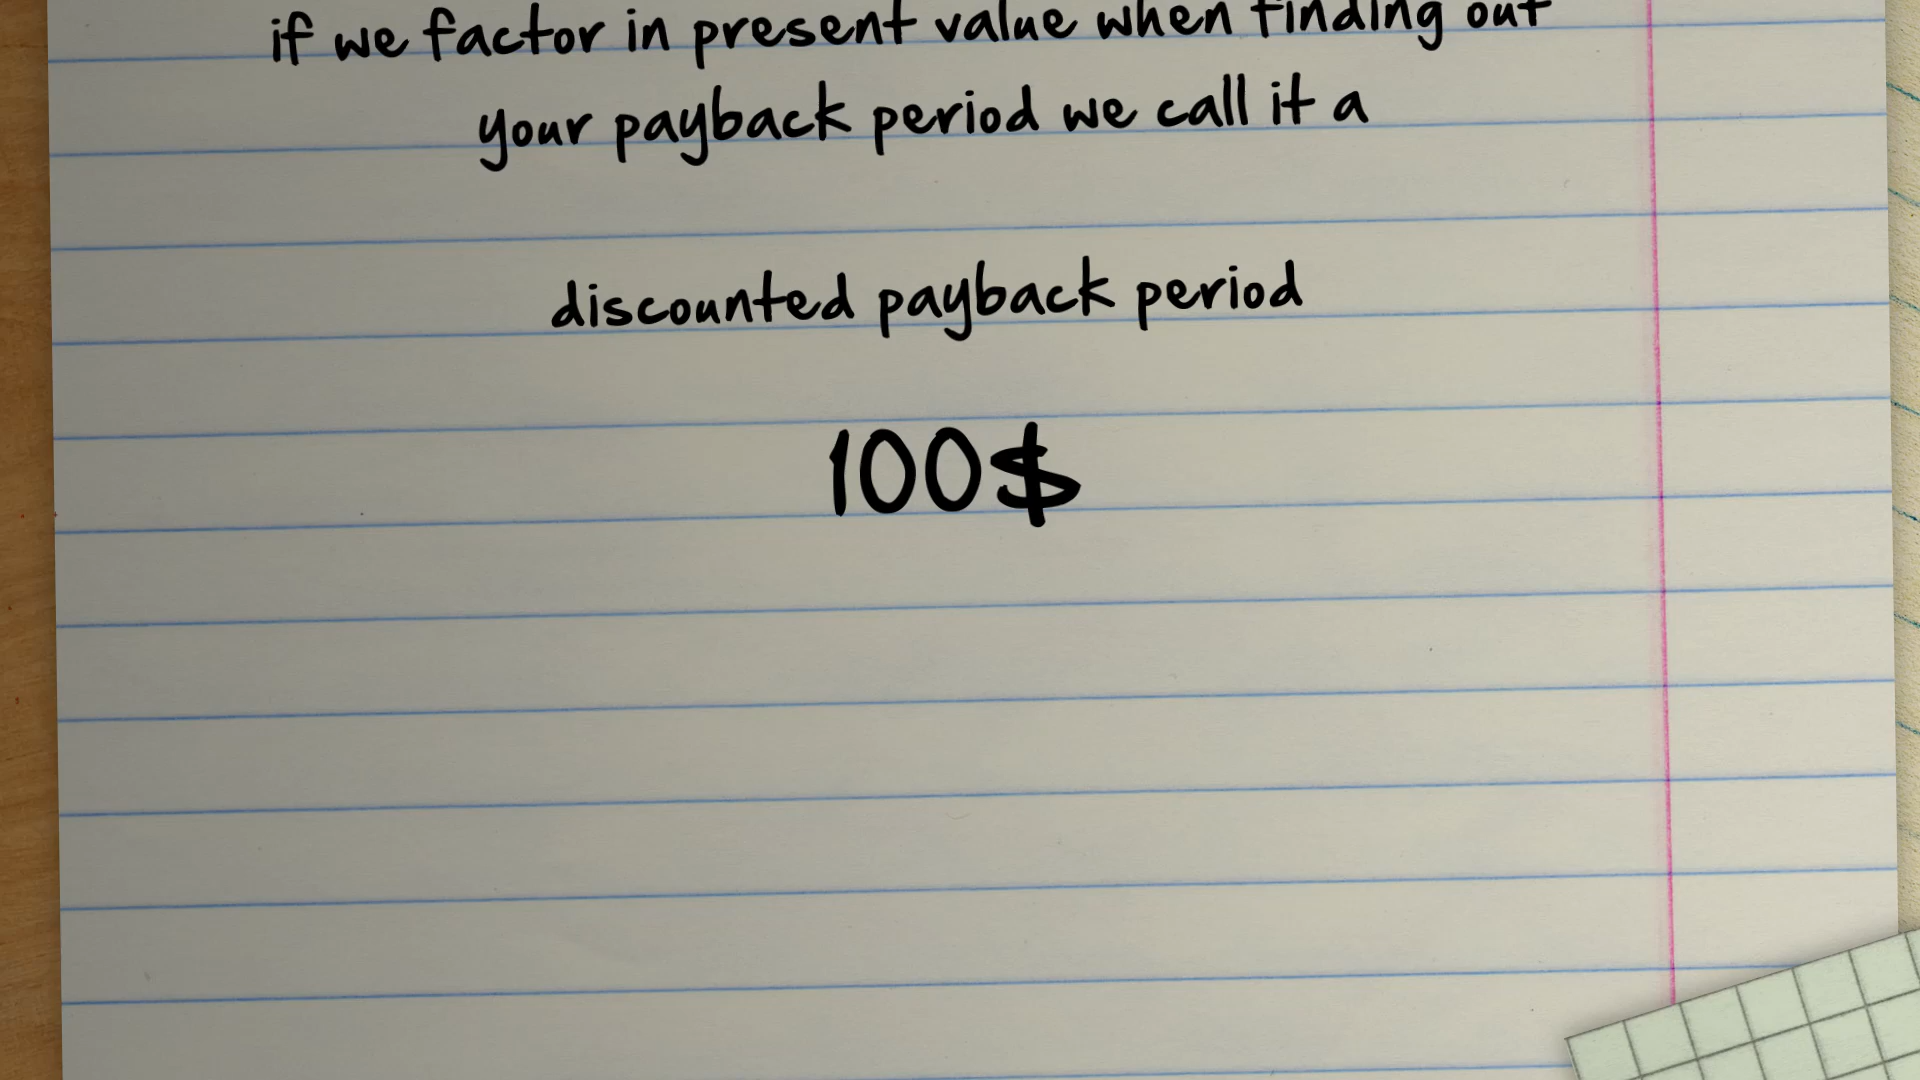 if we factor in present value when finding out
your payback period we call it a
discounted payback period
100$